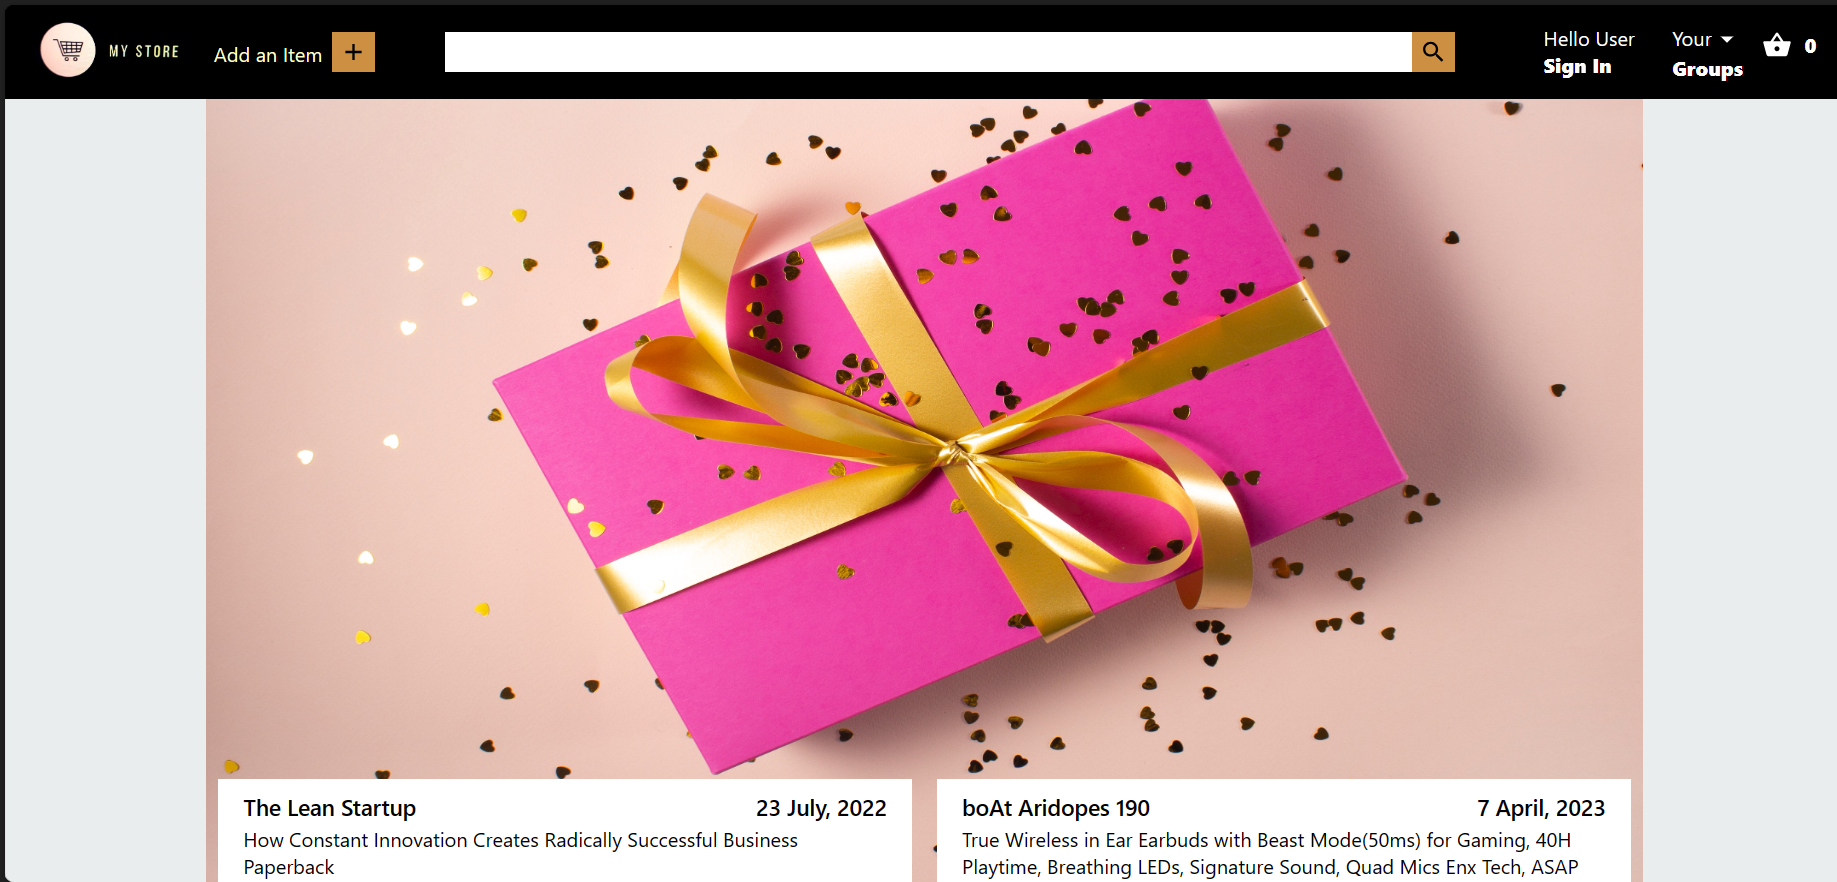 MY STORE
Add an Item
Hello User
Sign In
Your
Groups
0
The Lean Startup
23 July, 2022
How Constant Innovation Creates Radically Successful Business
Paperback
boAt Aridopes 190
7 April, 2023
True Wireless in Ear Earbuds with Beast Mode(50ms) for Gaming, 40H
Playtime, Breathing LEDs, Signature Sound, Quad Mics Enx Tech, ASAP